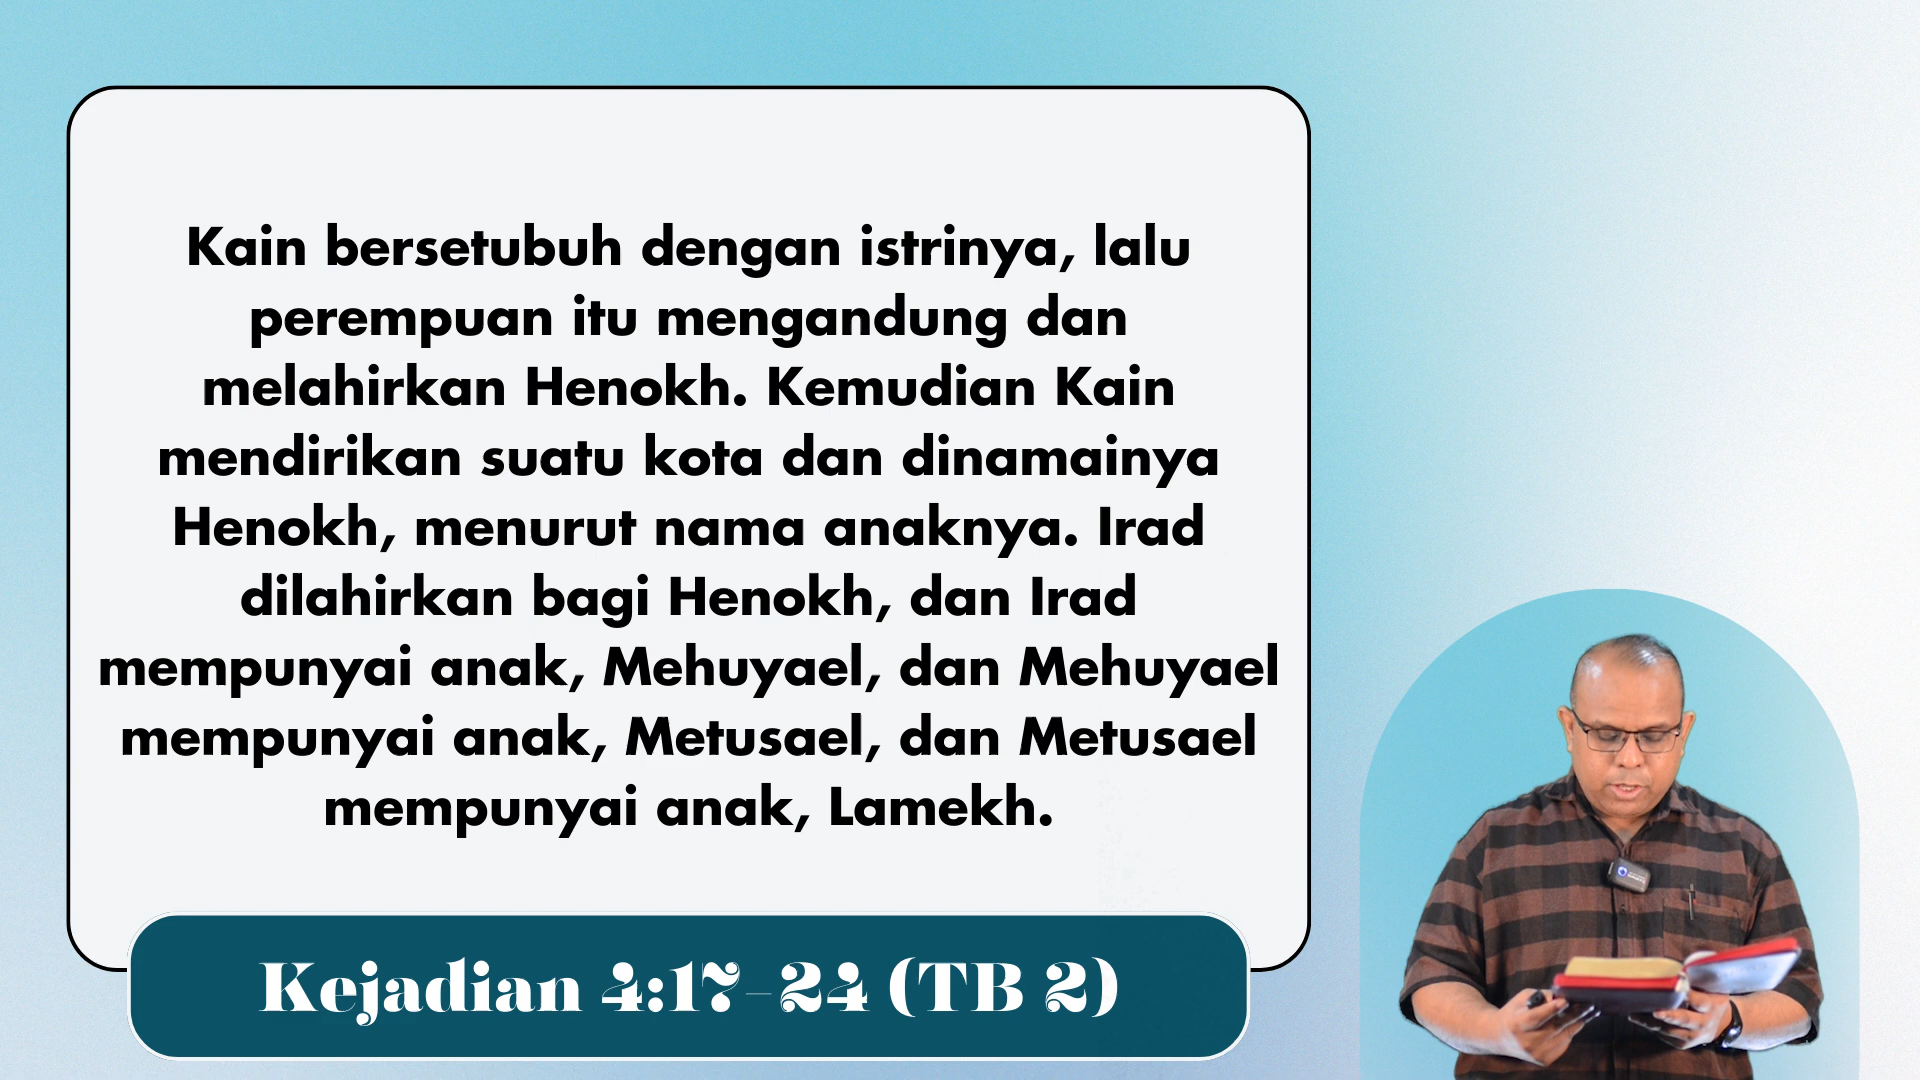 Kain bersetubuh dengan istrinya, lalu
perempuan itu mengandung dan
melahirkan Henokh. Kemudian Kain
mendirikan suatu kota dan dinamainya
Henokh, menurut nama anaknya. Irad
dilahirkan bagi Henokh, dan Irad
mempunyai anak, Mehuyael, dan Mehuyael
mempunyai anak, Metusael, dan Metusael
mempunyai anak, Lamekh.
Kejadian 4:17-24 (TB 2)